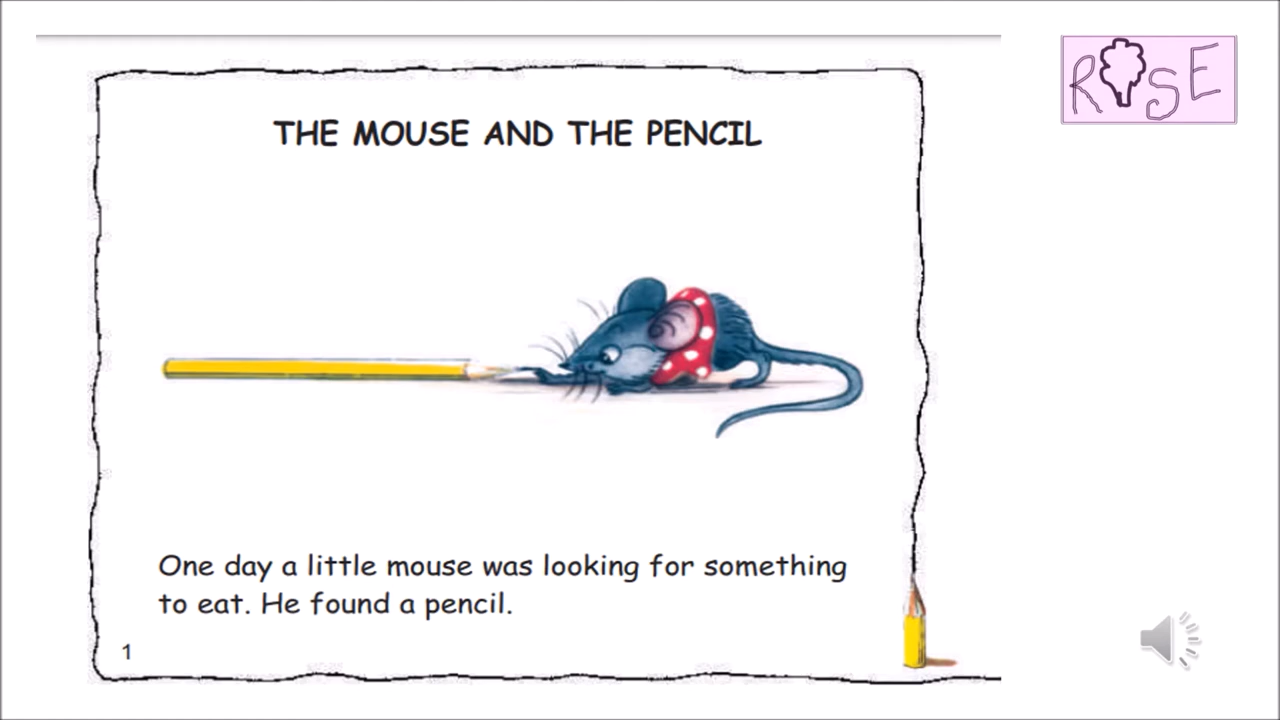 THE MOUSE AND THE PENCIL
ROSE
One day a little mouse was looking for something
to eat. He found a pencil.
1